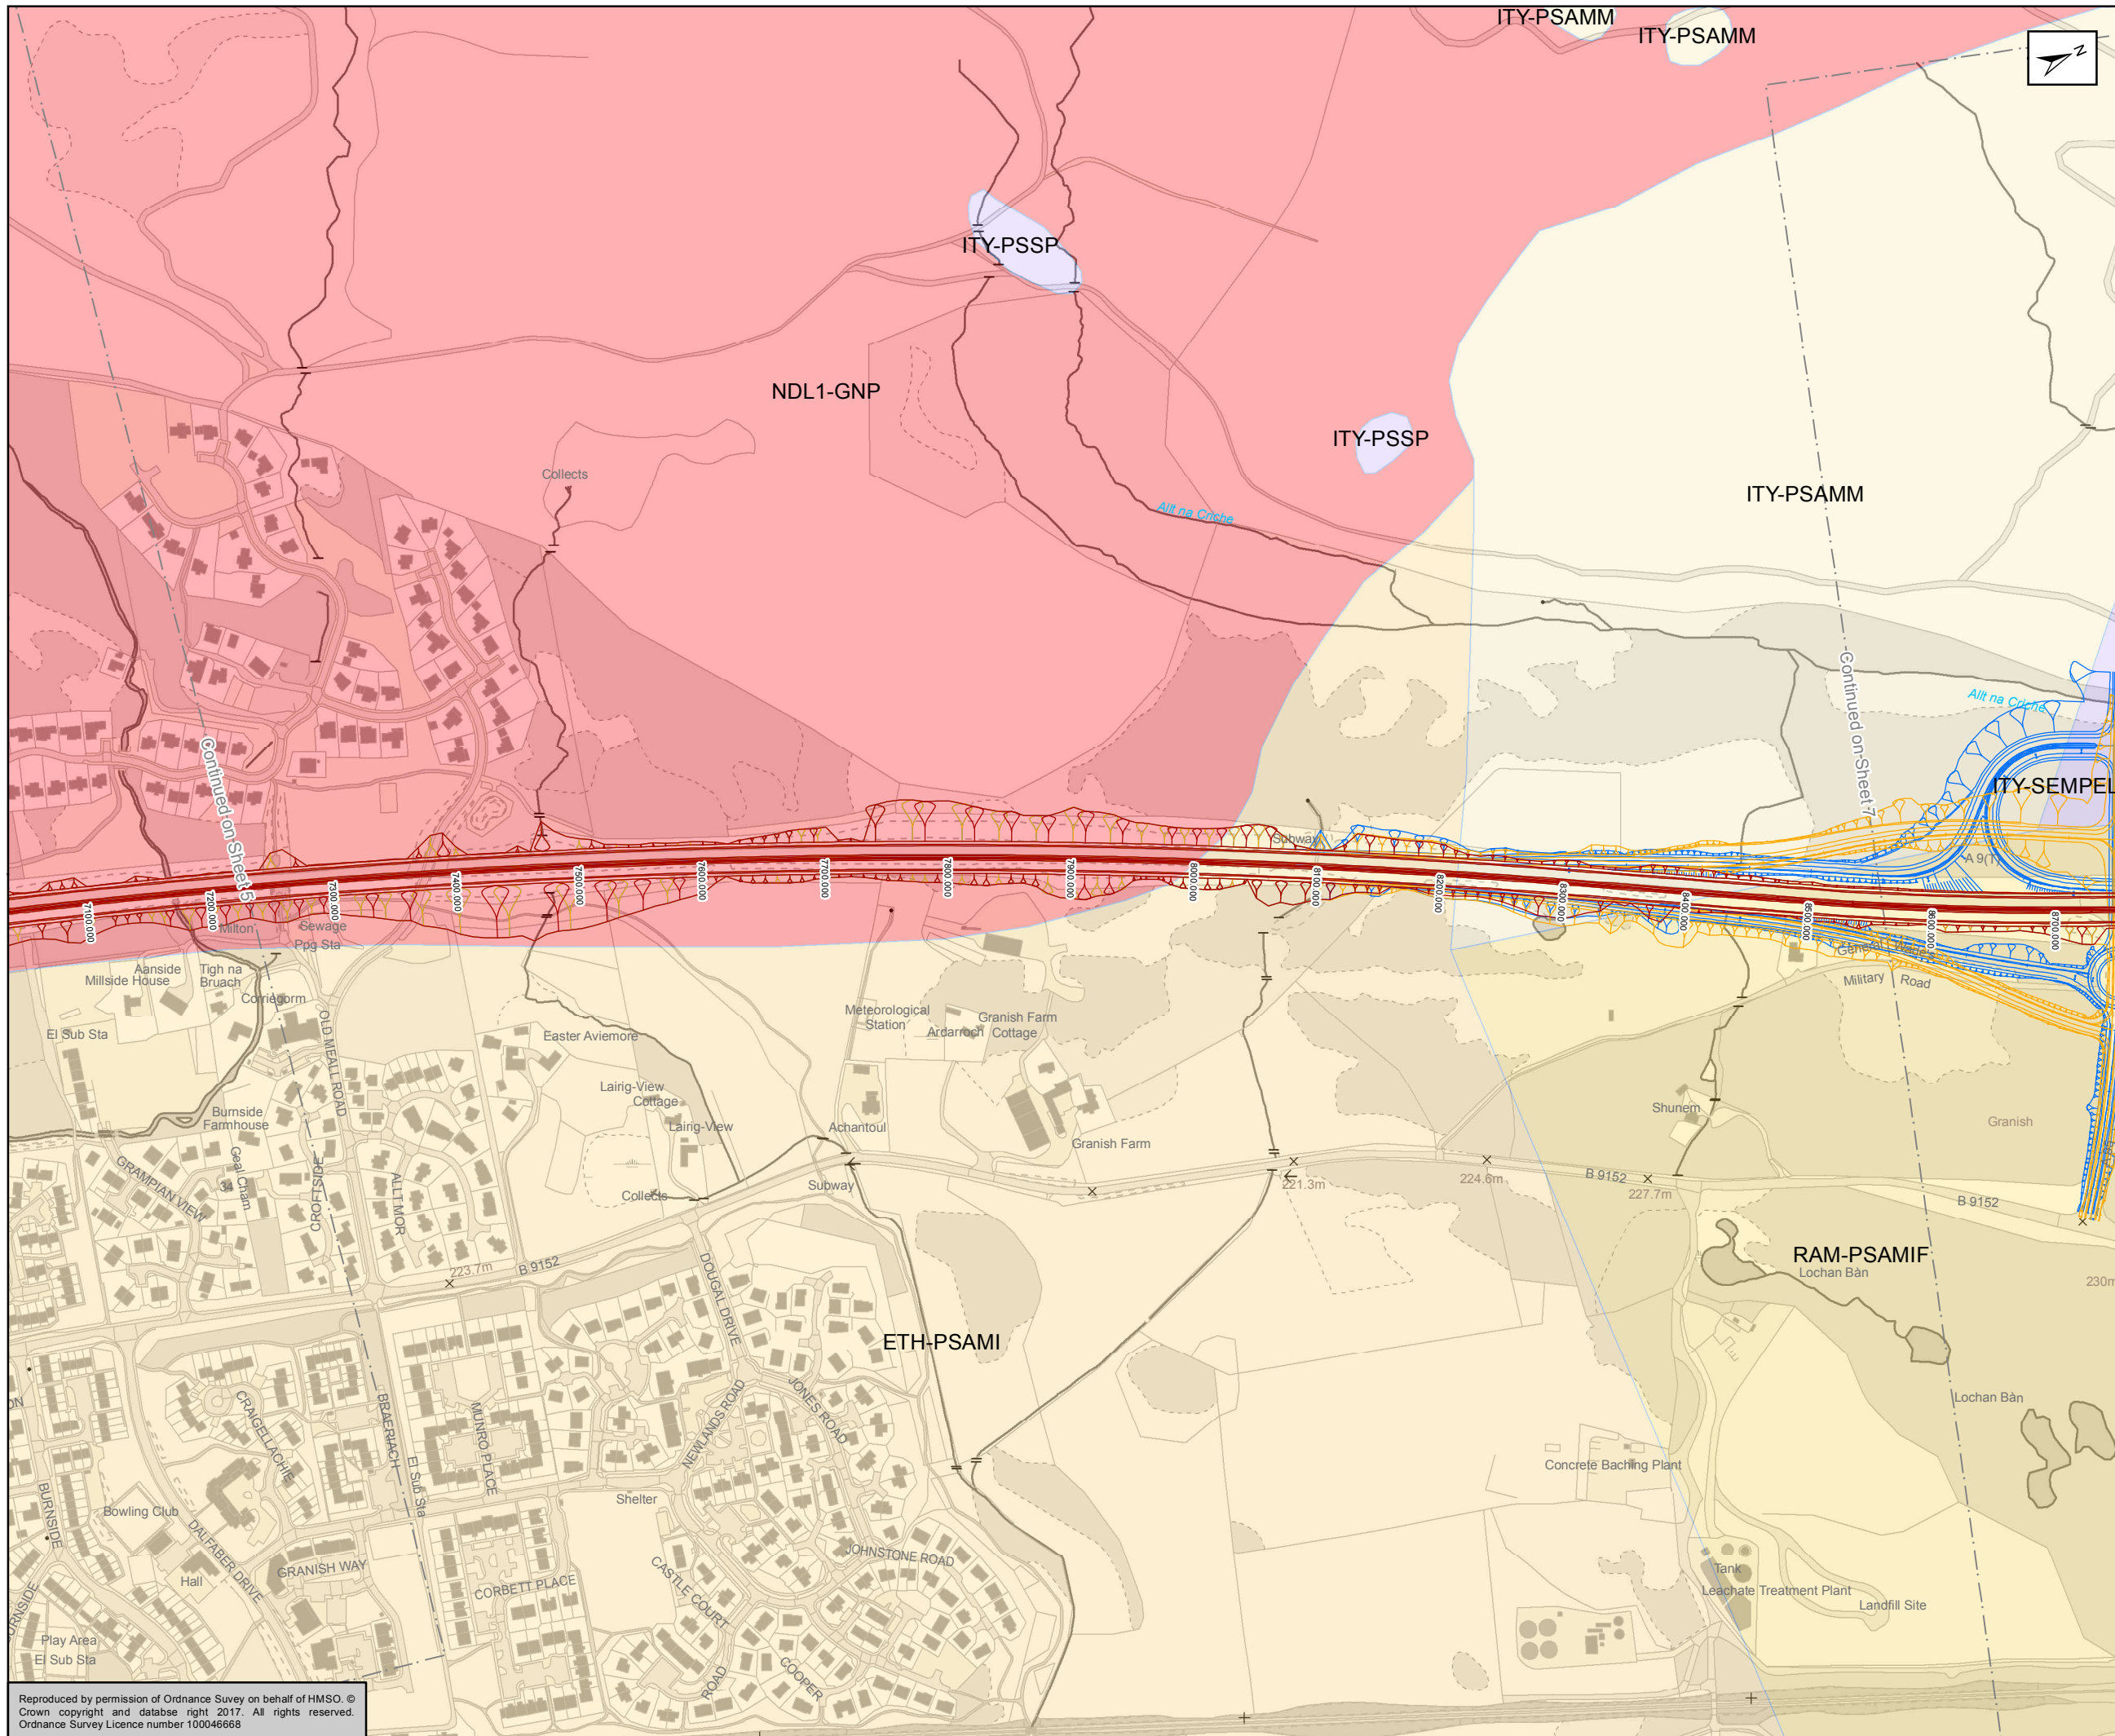 ITY-PSAMM
ITY-PSAMM
N
ITY-PSSP
NDL1-GNP
ITY-PSSP
Collects
ITY-PSAMM
Allt na Criche
Continued on Sheet 7
Allt na Criche
Continued on Sheet 5
ITY-SEMPEL
Subway
A 9(T)
7100.000
7200.000
7300.000
7400.000
7500.000
7600.000
7700.000
7800.000
7900.000
8000.000
8100.000
8200.000
8300.000
8400.000
8500.000
8600.000
8700.000
Milton
Sewage
Ppg Sta
General Wade's
Military Road
Aanside
Millside House
Tigh na
Bruach
Corriegorm
El Sub Sta
OLD MEALL ROAD
Easter Aviemore
Meteorological
Station
Ardarroch
Granish Farm
Cottage
Lairig-View
Cottage
Lairig-View
Burnside
Farmhouse
Achantoul
Granish Farm
Shunem
Granish
GRAMPIAN VIEW
34
Geal Charn
CROFTSIDE
ALLT MOR
Collects
Subway
221.3m
224.6m
B 9152
227.7m
B 9152
223.7m
B 9152
DOUGAL DRIVE
RAM-PSAMIF
Lochan Bàn
230m
ETH-PSAMI
Lochan Bàn
CRAIGELLACHIE
BRAERIACH
El Sub Sta
MUNRO PLACE
NEWLANDS ROAD
JONES ROAD
Concrete Baching Plant
BURNSIDE
Bowling Club
DALFABER DRIVE
Shelter
Hall
GRANISH WAY
CORBETT PLACE
CASTLE COURT
JOHNSTONE ROAD
Tank
Leachate Treatment Plant
Landfill Site
Play Area
El Sub Sta
ROAD
COOPER
Reproduced by permission of Ordnance Suvey on behalf of HMSO. ©
Crown copyright and databse right 2017. All rights reserved.
Ordnance Survey Licence number 100046668